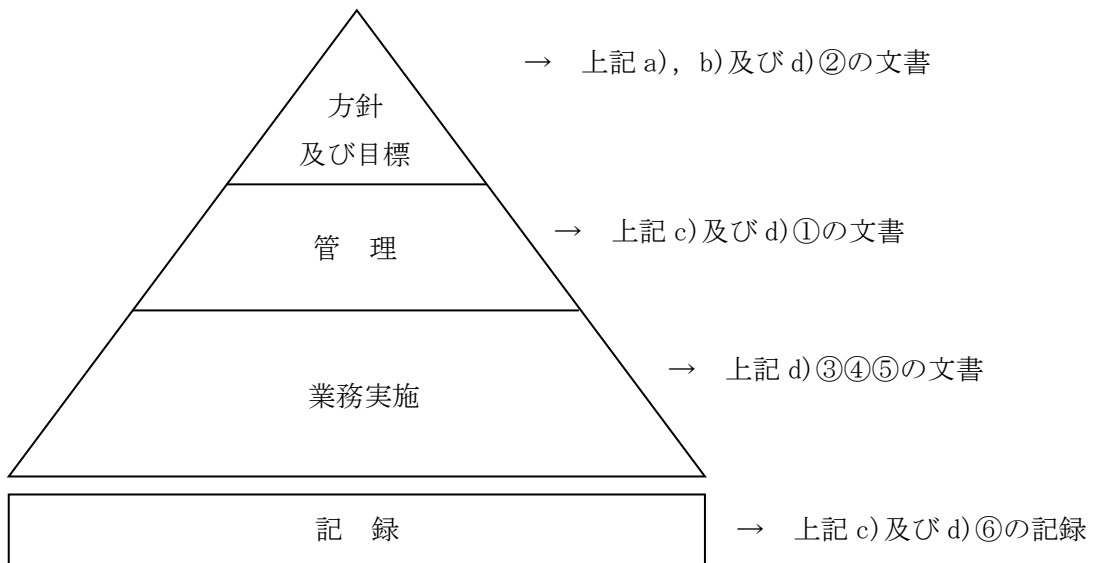 → 上記 a), b)及び d)②の文書
方針
及び目標
管 理
→ 上記 c)及び d)①の文書
業務実施
→ 上記 d)③④⑤の文書
記 録
→ 上記 c)及び d)⑥の記録